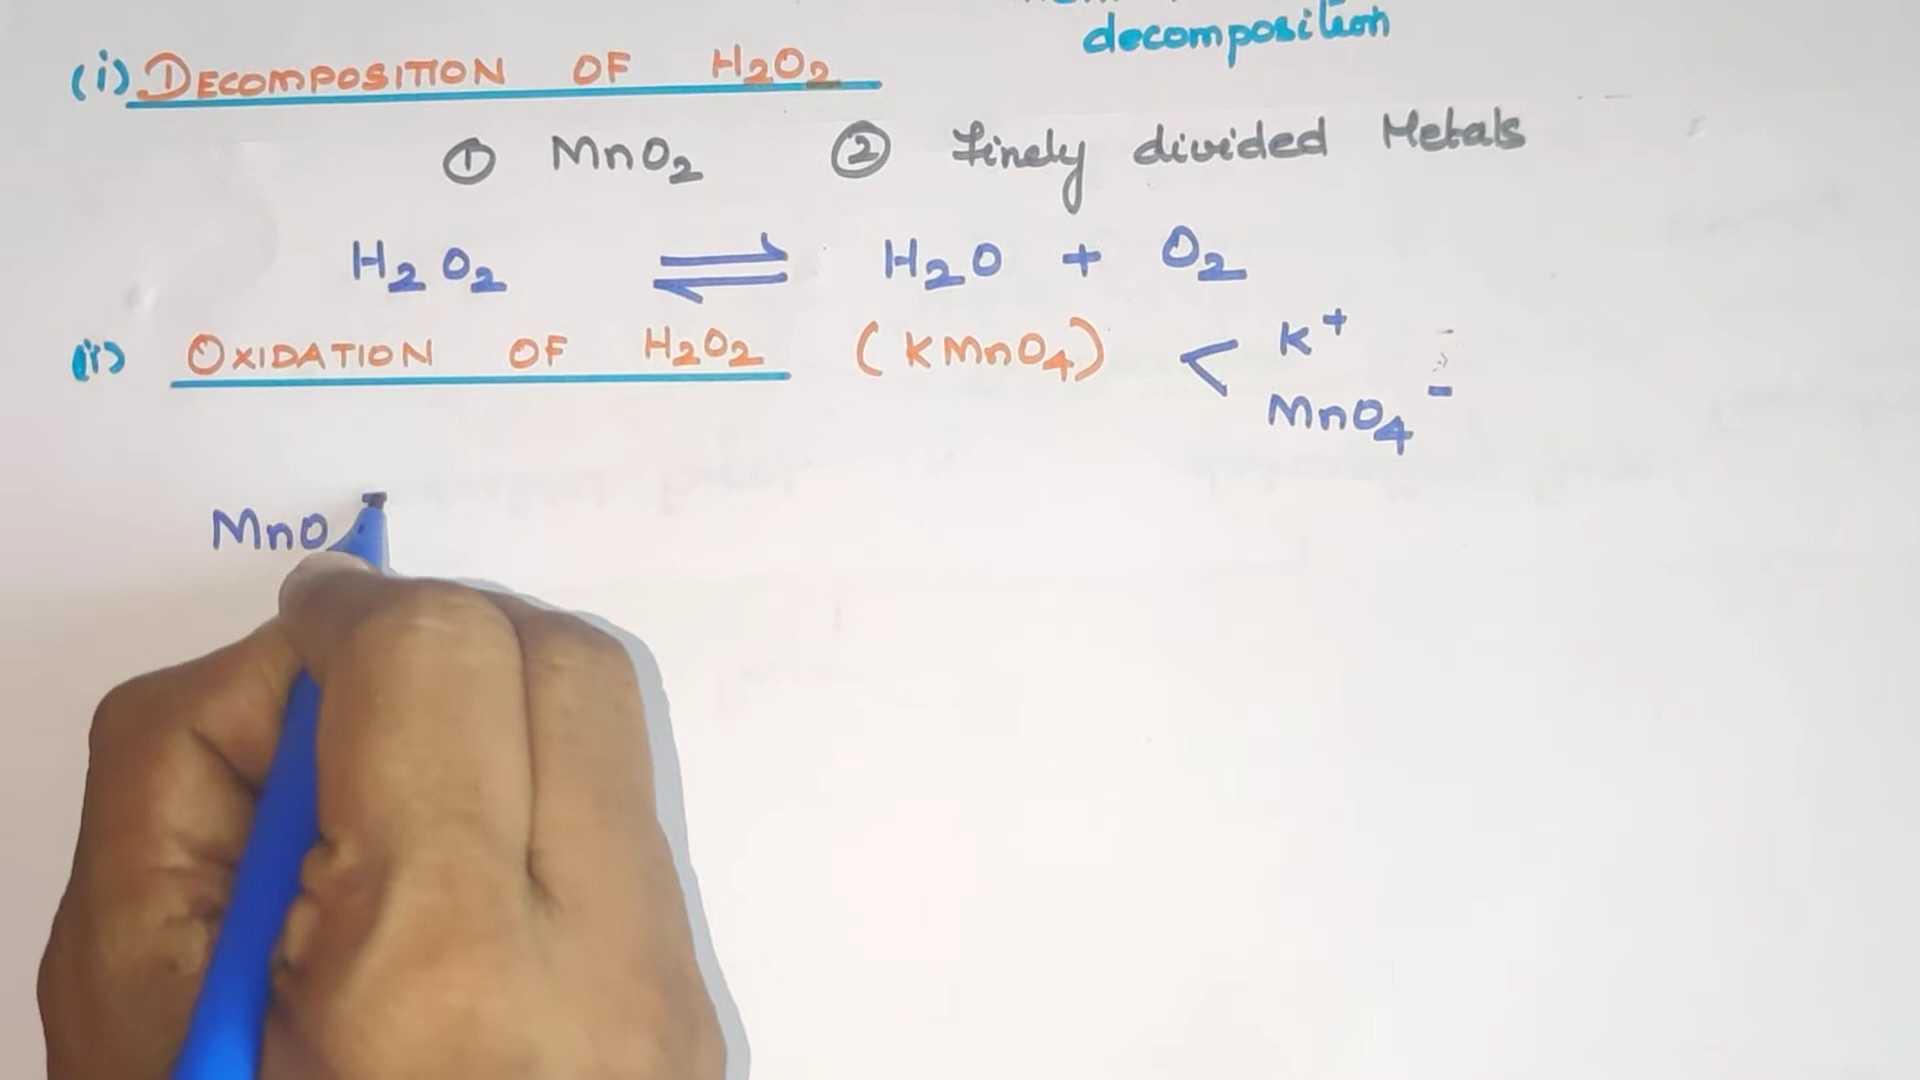 decomposition
(i) DECOMPOSITION OF H2O2
① MnO2 ② Finely divided Metals
H2O2 ⇌ H2O + O2
(ii) OXIDATION OF H2O2 (KMnO4) < K+
MnO4-
MnO